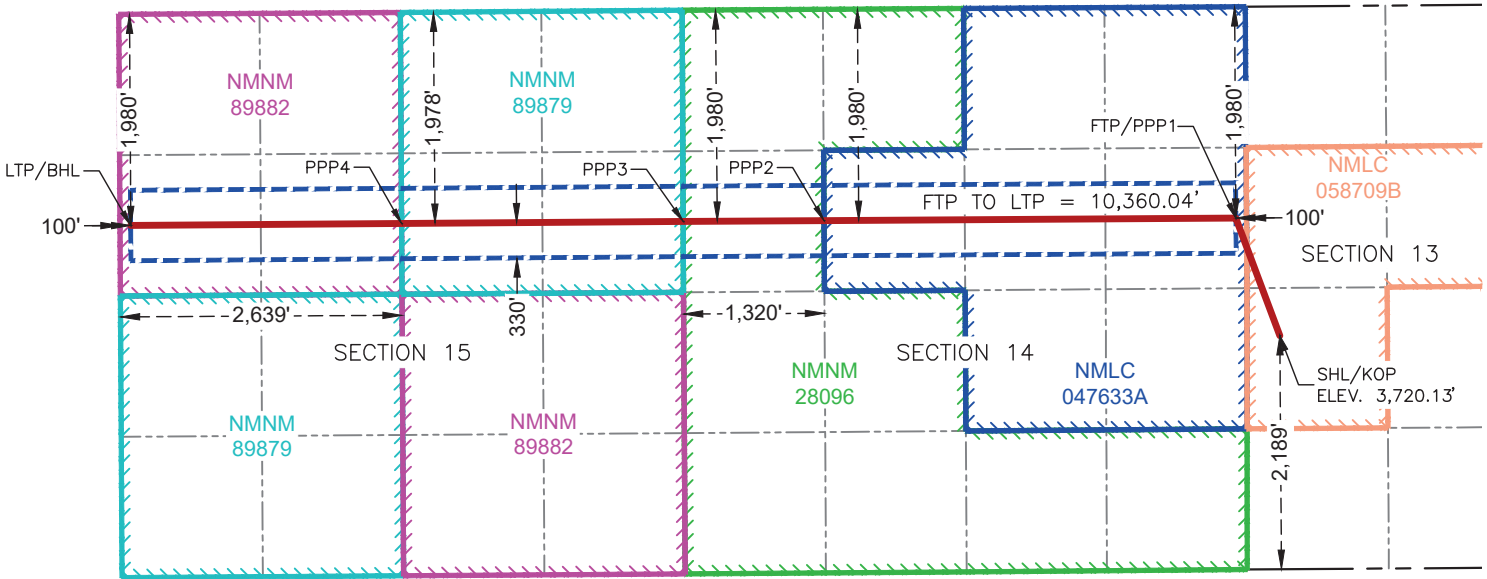 NMNM
89882
NMNM
89879
1,980'
1,978'
1,980'
1,980'
1,980'
FTP/PPP1
LTP/BHL
PPP4
PPP3
PPP2
NMLC
058709B
FTP TO LTP = 10,360.04'
100'
100'
SECTION 13
2,639'
330'
1,320'
SECTION 15
SECTION 14
NMNM
28096
NMLC
047633A
SHL/KOP
ELEV. 3,720.13'
NMNM
89879
NMNM
89882
2,189'